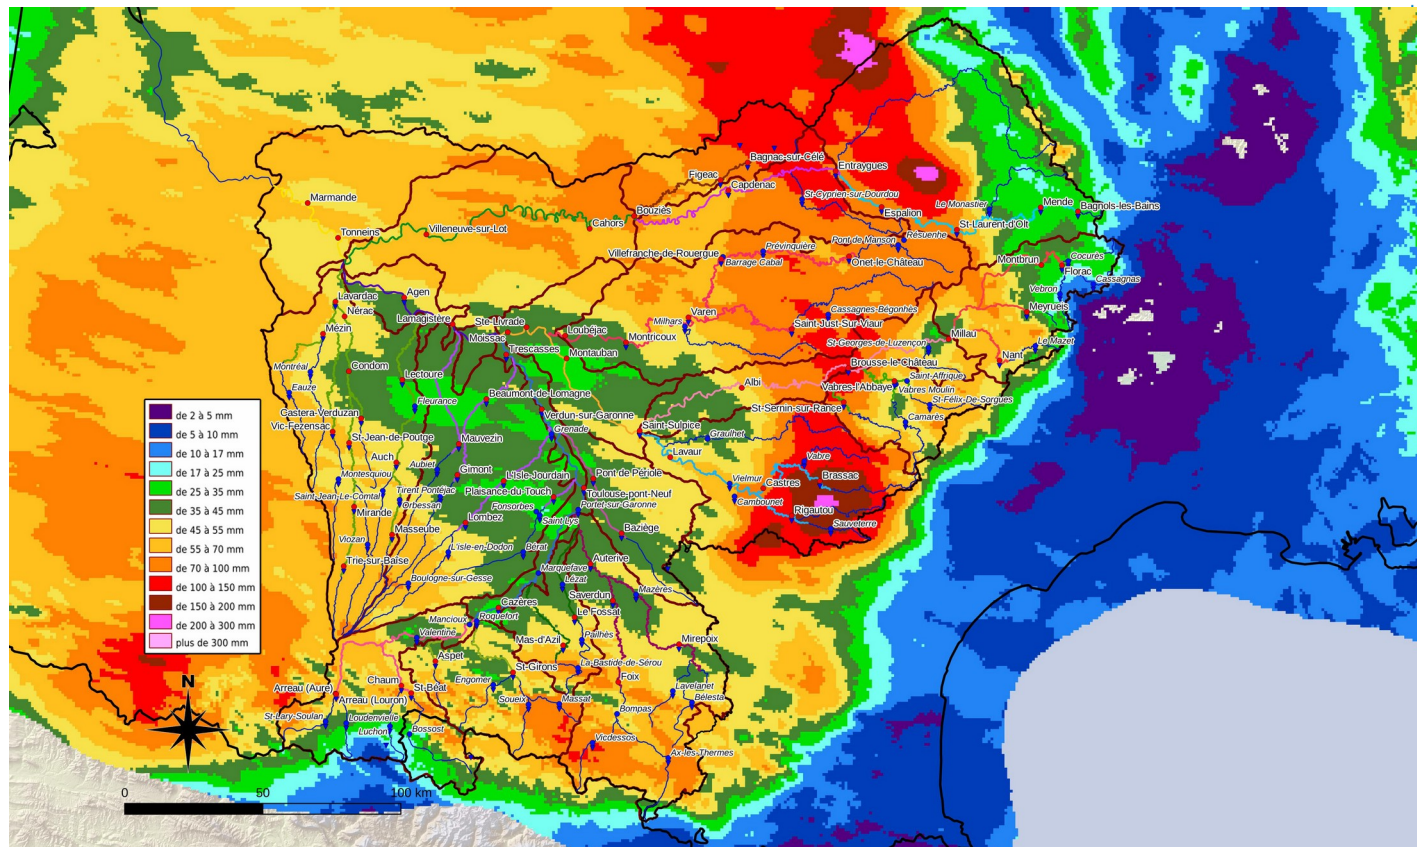 Bagnac-sur-Célé
Entraygues
Figeac
Capdenac
St-Cyprien-sur-Dourdou
Marmande
Bouziès
Espalion
Le Monastier
Mende
Bagnols-les-Bains
Villeneuve-sur-Lot
Cahors
St-Laurent-d'Olt
Tonneins
Résuenhe
Pont de Manson
Prévinquière
Villefranche-de-Rouergue
Barrage Cabal
Onet-le-Château
Montbrun
Cocurès
Florac
Cassagnas
Vebron
Lavardac
Agen
Nérac
Lamagistère
Ste-Livrade
Varen
Cassagnes-Bégonhès
Meyrueis
Mézin
Moissac
Loubéjac
Milhars
Saint-Just-Sur-Viaur
Millau
Montricoux
St-Georges-de-Luzençon
Le Mazet
Trescasses
Montauban
Nant
Montréal
Condom
Brousse-le-Château
Lectoure
Albi
Saint-Affrique
Eauze
Vabres-l'Abbaye
Vabres Moulin
Fleurance
Beaumont-de-Lomagne
St-Félix-De-Sorgues
Castera-Verduzan
Verdun-sur-Garonne
St-Sernin-sur-Rance
Camarès
Vic-Fezensac
Grenade
Saint-Sulpice
Graulhet
St-Jean-de-Poutge
Mauvezin
Lavaur
Vabre
Auch
Aubiet
Gimont
L'Isle-Jourdain
Pont de Périole
Vielmur
Brassac
Montesquiou
Castres
Saint-Jean-Le-Comtal
Tirent Pontéjac
Plaisance-du-Touch
Toulouse-pont-Neuf
Cambounet
Orbessan
Fonsorbes
Portet-sur-Garonne
Mirande
Lombez
Saint Lys
Rigautou
Sauveterre
Masseube
Baziège
Viozan
L'isle-en-Dodon
Bérat
Trie-sur-Baïse
Auterive
Marquefave
Boulogne-sur-Gesse
Lézat
Mazères
Saverdun
Cazères
Le Fossat
Roquefort
Mancioux
Valentine
Mas-d'Azil
Pailhès
Mirepoix
Aspet
St-Girons
La-Bastide-de-Sérou
Chaum
Engomer
Foix
Arreau (Aure)
St-Béat
Lavelanet
Arreau (Louron)
Soueix
Massat
Bélesta
St-Lary-Soulan
Loudenvielle
Bompas
Luchon
Bossost
Vicdessos
Ax-les-Thermes
de 2 à 5 mm
de 5 à 10 mm
de 10 à 17 mm
de 17 à 25 mm
de 25 à 35 mm
de 35 à 45 mm
de 45 à 55 mm
de 55 à 70 mm
de 70 à 100 mm
de 100 à 150 mm
de 150 à 200 mm
de 200 à 300 mm
plus de 300 mm
N
0 50 100 km